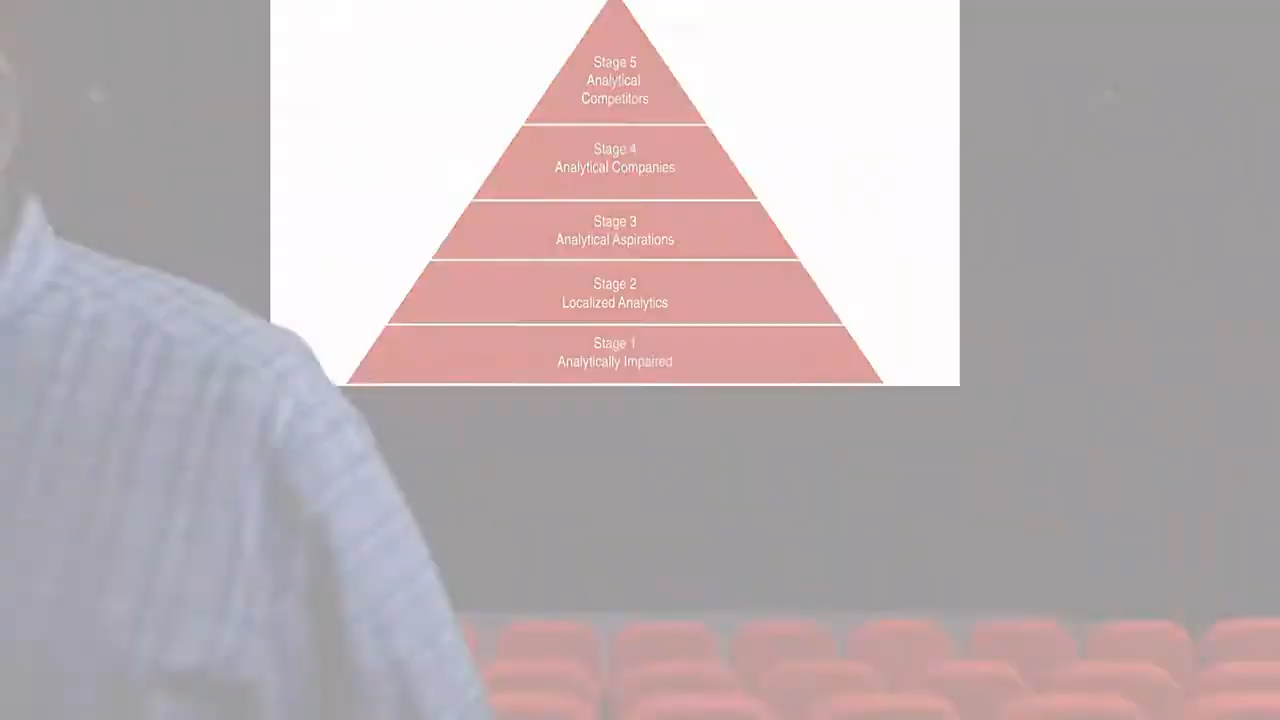 Stage 5
Analytical
Competitors
Stage 4
Analytical Companies
Stage 3
Analytical Aspirations
Stage 2
Localized Analytics
Stage 1
Analytically Impaired